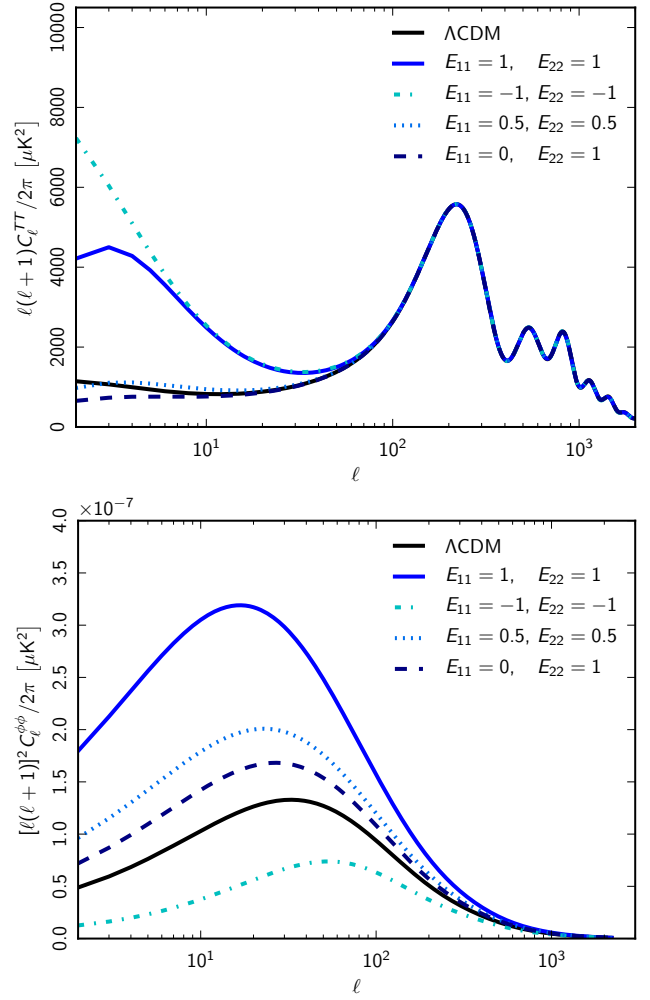 10000
8000
6000
4000
2000
0
ℓ(ℓ + 1)C_ℓ^{TT}/2π [μK²]
ΛCDM
E₁₁ = 1, E₂₂ = 1
E₁₁ = −1, E₂₂ = −1
E₁₁ = 0.5, E₂₂ = 0.5
E₁₁ = 0, E₂₂ = 1
10¹ 10² 10³
ℓ
×10⁻⁷
4.0
3.5
3.0
2.5
2.0
1.5
1.0
0.5
0.0
[ℓ(ℓ + 1)]² C_ℓ^{ϕϕ}/2π [μK²]
ΛCDM
E₁₁ = 1, E₂₂ = 1
E₁₁ = −1, E₂₂ = −1
E₁₁ = 0.5, E₂₂ = 0.5
E₁₁ = 0, E₂₂ = 1
10¹ 10² 10³
ℓ